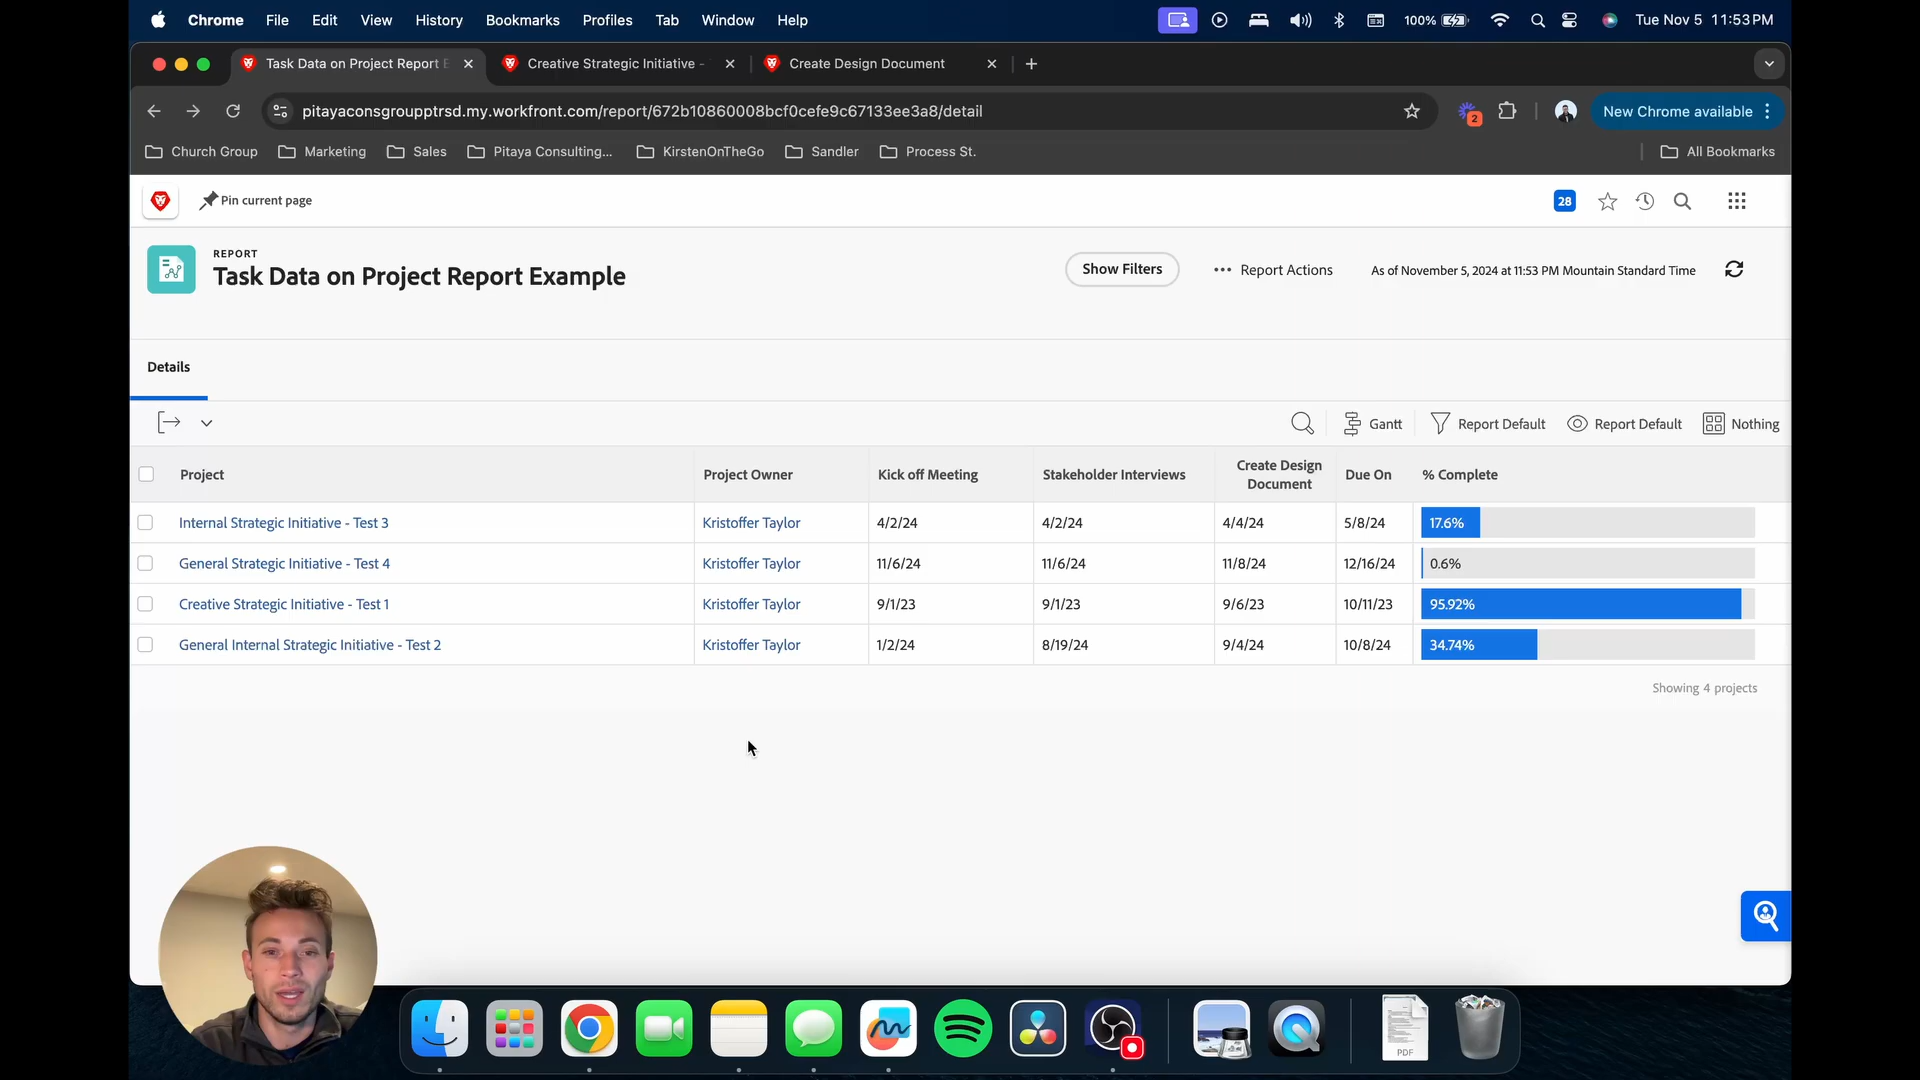 Chrome File Edit View History Bookmarks Profiles Tab Window Help 100% Tue Nov 5 11:53 PM
Task Data on Project Report E Creative Strategic Initiative - Create Design Document
pitayaconsgroupptrsd.my.workfront.com/report/672b10860008bcf0cefe9c67133ee3a8/detail 2 New Chrome available
Church Group Marketing Sales Pitaya Consulting... KirstenOnTheGo Sandler Process St. All Bookmarks
Pin current page 28
REPORT
Task Data on Project Report Example Show Filters Report Actions As of November 5, 2024 at 11:53 PM Mountain Standard Time
Details
Gantt Report Default Report Default Nothing
Project Project Owner Kick off Meeting Stakeholder Interviews Create Design Document Due On % Complete
Internal Strategic Initiative - Test 3 Kristoffer Taylor 4/2/24 4/2/24 4/4/24 5/8/24 17.6%
General Strategic Initiative - Test 4 Kristoffer Taylor 11/6/24 11/6/24 11/8/24 12/16/24 0.6%
Creative Strategic Initiative - Test 1 Kristoffer Taylor 9/1/23 9/1/23 9/6/23 10/11/23 95.92%
General Internal Strategic Initiative - Test 2 Kristoffer Taylor 1/2/24 8/19/24 9/4/24 10/8/24 34.74%
Showing 4 projects
PDF